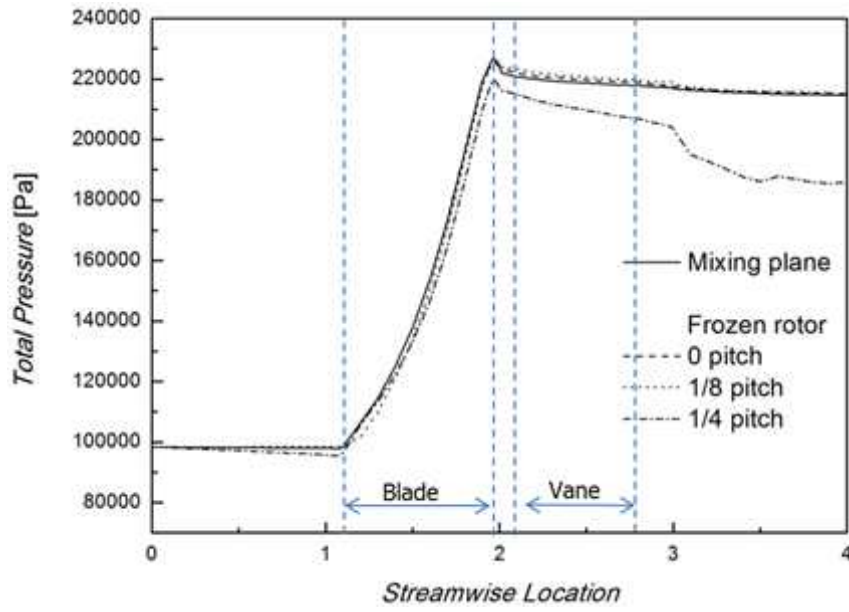 240000
220000
200000
180000
160000
140000
120000
100000
80000
Total Pressure [Pa]
Mixing plane
Frozen rotor
0 pitch
1/8 pitch
1/4 pitch
Blade
Vane
0 1 2 3 4
Streamwise Location